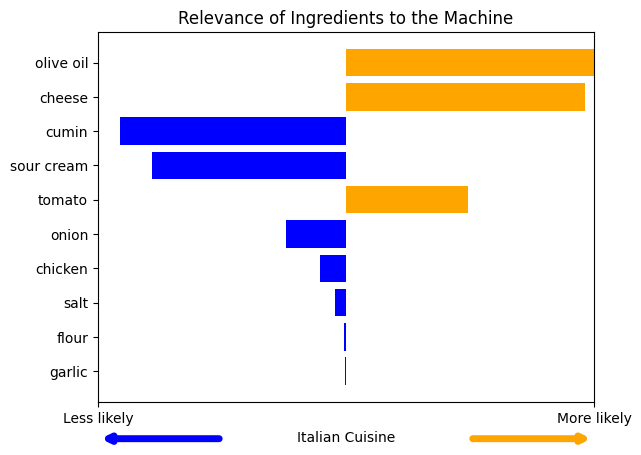 Relevance of Ingredients to the Machine
olive oil
cheese
cumin
sour cream
tomato
onion
chicken
salt
flour
garlic
Less likely
More likely
Italian Cuisine